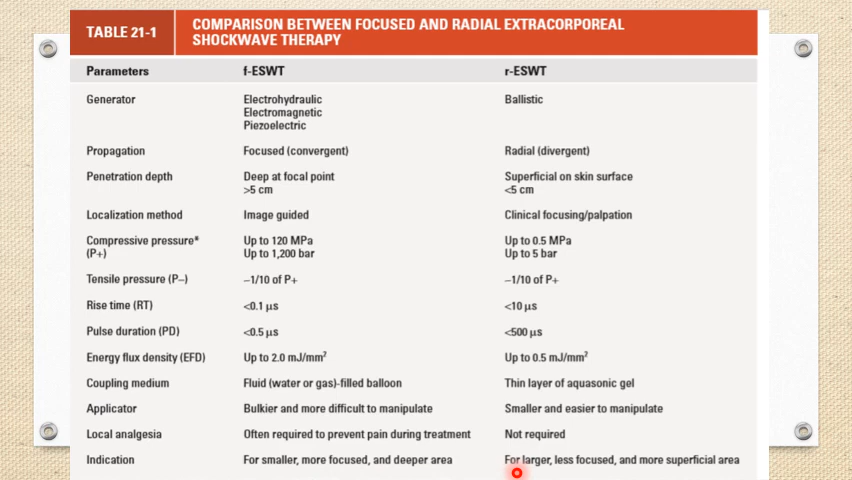 TABLE 21-1
COMPARISON BETWEEN FOCUSED AND RADIAL EXTRACORPOREAL
SHOCKWAVE THERAPY
Parameters f-ESWT r-ESWT
Generator Electrohydraulic Ballistic
Electromagnetic
Piezoelectric
Propagation Focused (convergent) Radial (divergent)
Penetration depth Deep at focal point Superficial on skin surface
>5 cm <5 cm
Localization method Image guided Clinical focusing/palpation
Compressive pressure* Up to 120 MPa Up to 0.5 MPa
(P+) Up to 1,200 bar Up to 5 bar
Tensile pressure (P–) –1/10 of P+ –1/10 of P+
Rise time (RT) <0.1 μs <10 μs
Pulse duration (PD) <0.5 μs <500 μs
Energy flux density (EFD) Up to 2.0 mJ/mm² Up to 0.5 mJ/mm²
Coupling medium Fluid (water or gas)-filled balloon Thin layer of aquasonic gel
Applicator Bulkier and more difficult to manipulate Smaller and easier to manipulate
Local analgesia Often required to prevent pain during treatment Not required
Indication For smaller, more focused, and deeper area For larger, less focused, and more superficial area